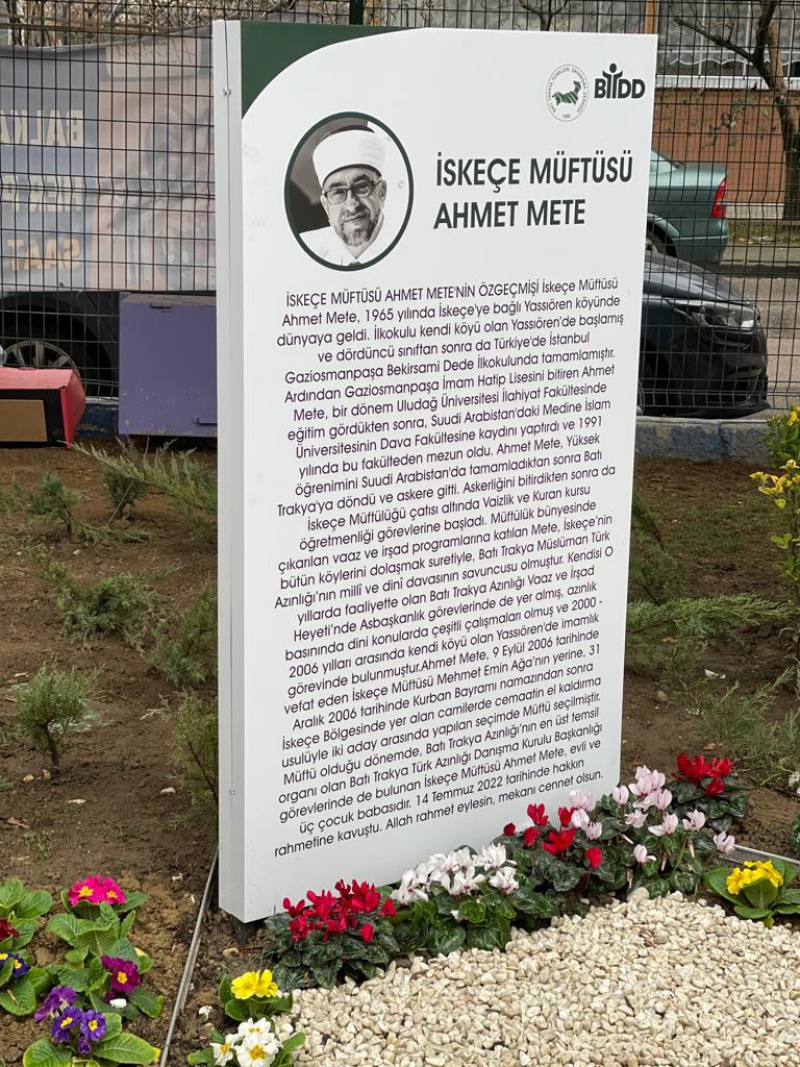 BTTDD
İSKEÇE MÜFTÜSÜ
AHMET METE
İSKEÇE MÜFTÜSÜ AHMET METE'NİN ÖZGEÇMİŞİ İskeçe Müftüsü
Ahmet Mete, 1965 yılında İskeçe'ye bağlı Yassıören köyünde
dünyaya geldi. İlkokulu kendi köyü olan Yassıören'de başlamış
ve dördüncü sınıftan sonra da Türkiye'de İstanbul
Gaziosmanpaşa Bekirsami Dede İlkokulunda tamamlamıştır.
Ardından Gaziosmanpaşa İmam Hatip Lisesini bitiren Ahmet
Mete, bir dönem Uludağ Üniversitesi İlahiyat Fakültesinde
eğitim gördükten sonra, Suudi Arabistan'daki Medine İslam
Üniversitesinin Dava Fakültesine kaydını yaptırdı ve 1991
yılında bu fakülteden mezun oldu. Ahmet Mete, Yüksek
öğrenimini Suudi Arabistan'da tamamladıktan sonra Batı
Trakya'ya döndü ve askere gitti. Askerliğini bitirdikten sonra da
İskeçe Müftülüğü çatısı altında Vaizlik ve Kuran kursu
öğretmenliği görevlerine başladı. Müftülük bünyesinde
çıkarılan vaaz ve irşad programlarına katılan Mete, İskeçe'nin
bütün köylerini dolaşmak suretiyle, Batı Trakya Müslüman Türk
Azınlığı'nın millî ve dinî davasının savuncusu olmuştur. Kendisi O
yıllarda faaliyette olan Batı Trakya Azınlığı Vaaz ve İrşad
Heyeti'nde Asbaşkanlık görevlerinde de yer almış, azınlık
basınında dini konularda çeşitli çalışmaları olmuş ve 2000 -
2006 yılları arasında kendi köyü olan Yassıören'de imamlık
görevinde bulunmuştur.Ahmet Mete, 9 Eylül 2006 tarihinde
vefat eden İskeçe Müftüsü Mehmet Emin Ağa'nın yerine, 31
Aralık 2006 tarihinde Kurban Bayramı namazından sonra
İskeçe Bölgesinde yer alan camilerde cemaatin el kaldırma
usulüyle iki aday arasında yapılan seçimde Müftü seçilmiştir.
Müftü olduğu dönemde, Batı Trakya Azınlığı'nın en üst temsil
organı olan Batı Trakya Türk Azınlığı Danışma Kurulu Başkanlığı
görevlerinde de bulunan İskeçe Müftüsü Ahmet Mete, evli ve
üç çocuk babasıdır. 14 Temmuz 2022 tarihinde hakkın
rahmetine kavuştu. Allah rahmet eylesin, mekanı cennet olsun.